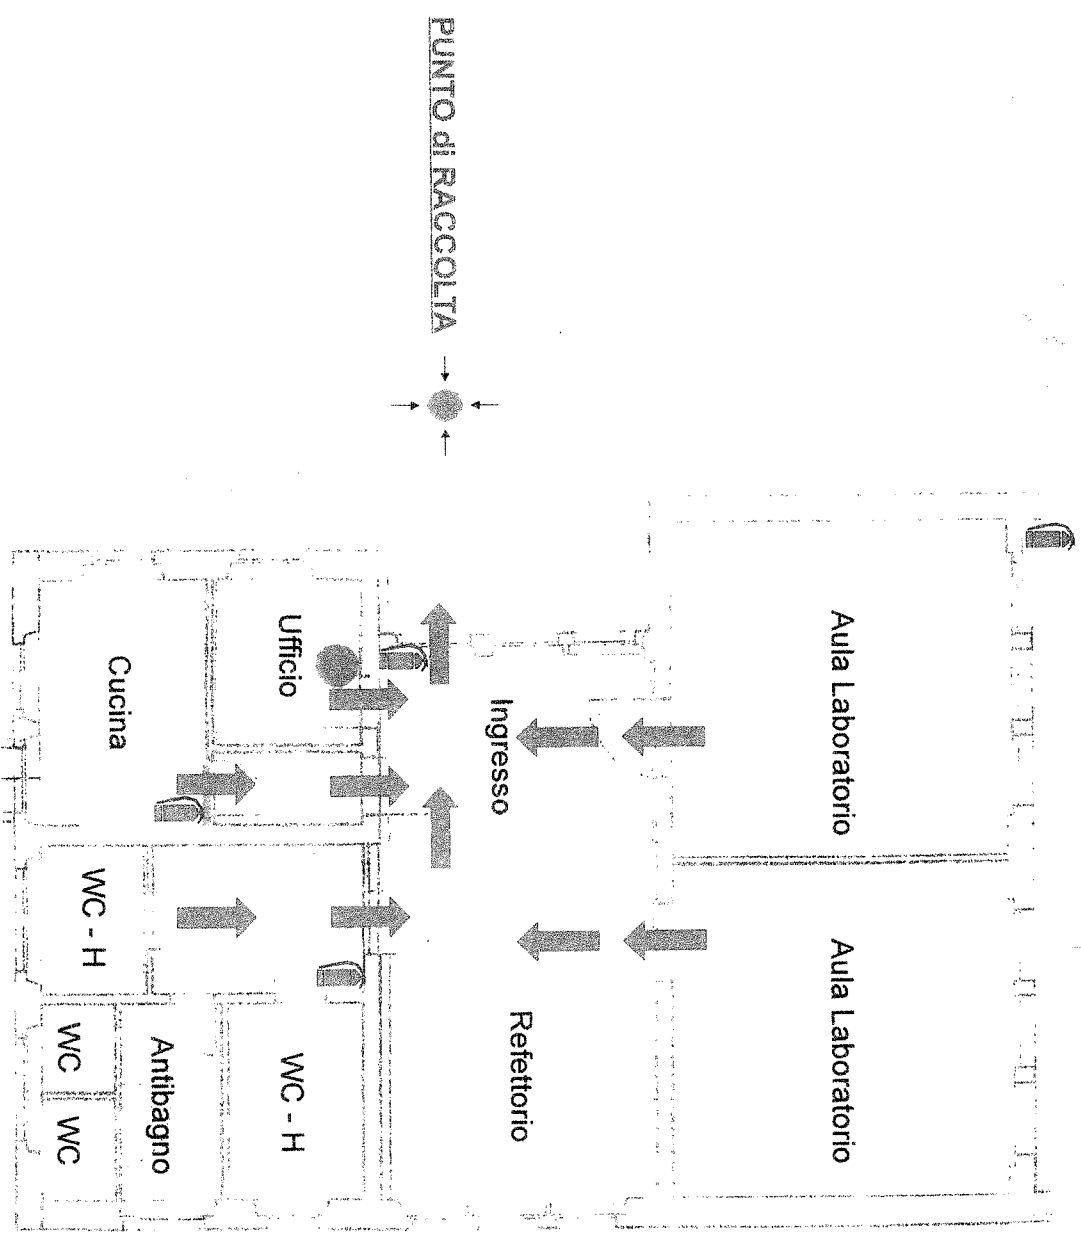 PUNTO di RACCOLTA
Aula Laboratorio
Aula Laboratorio
Ingresso
Refettorio
Ufficio
WC - H
Cucina
Antibagno
WC - H
WC
WC